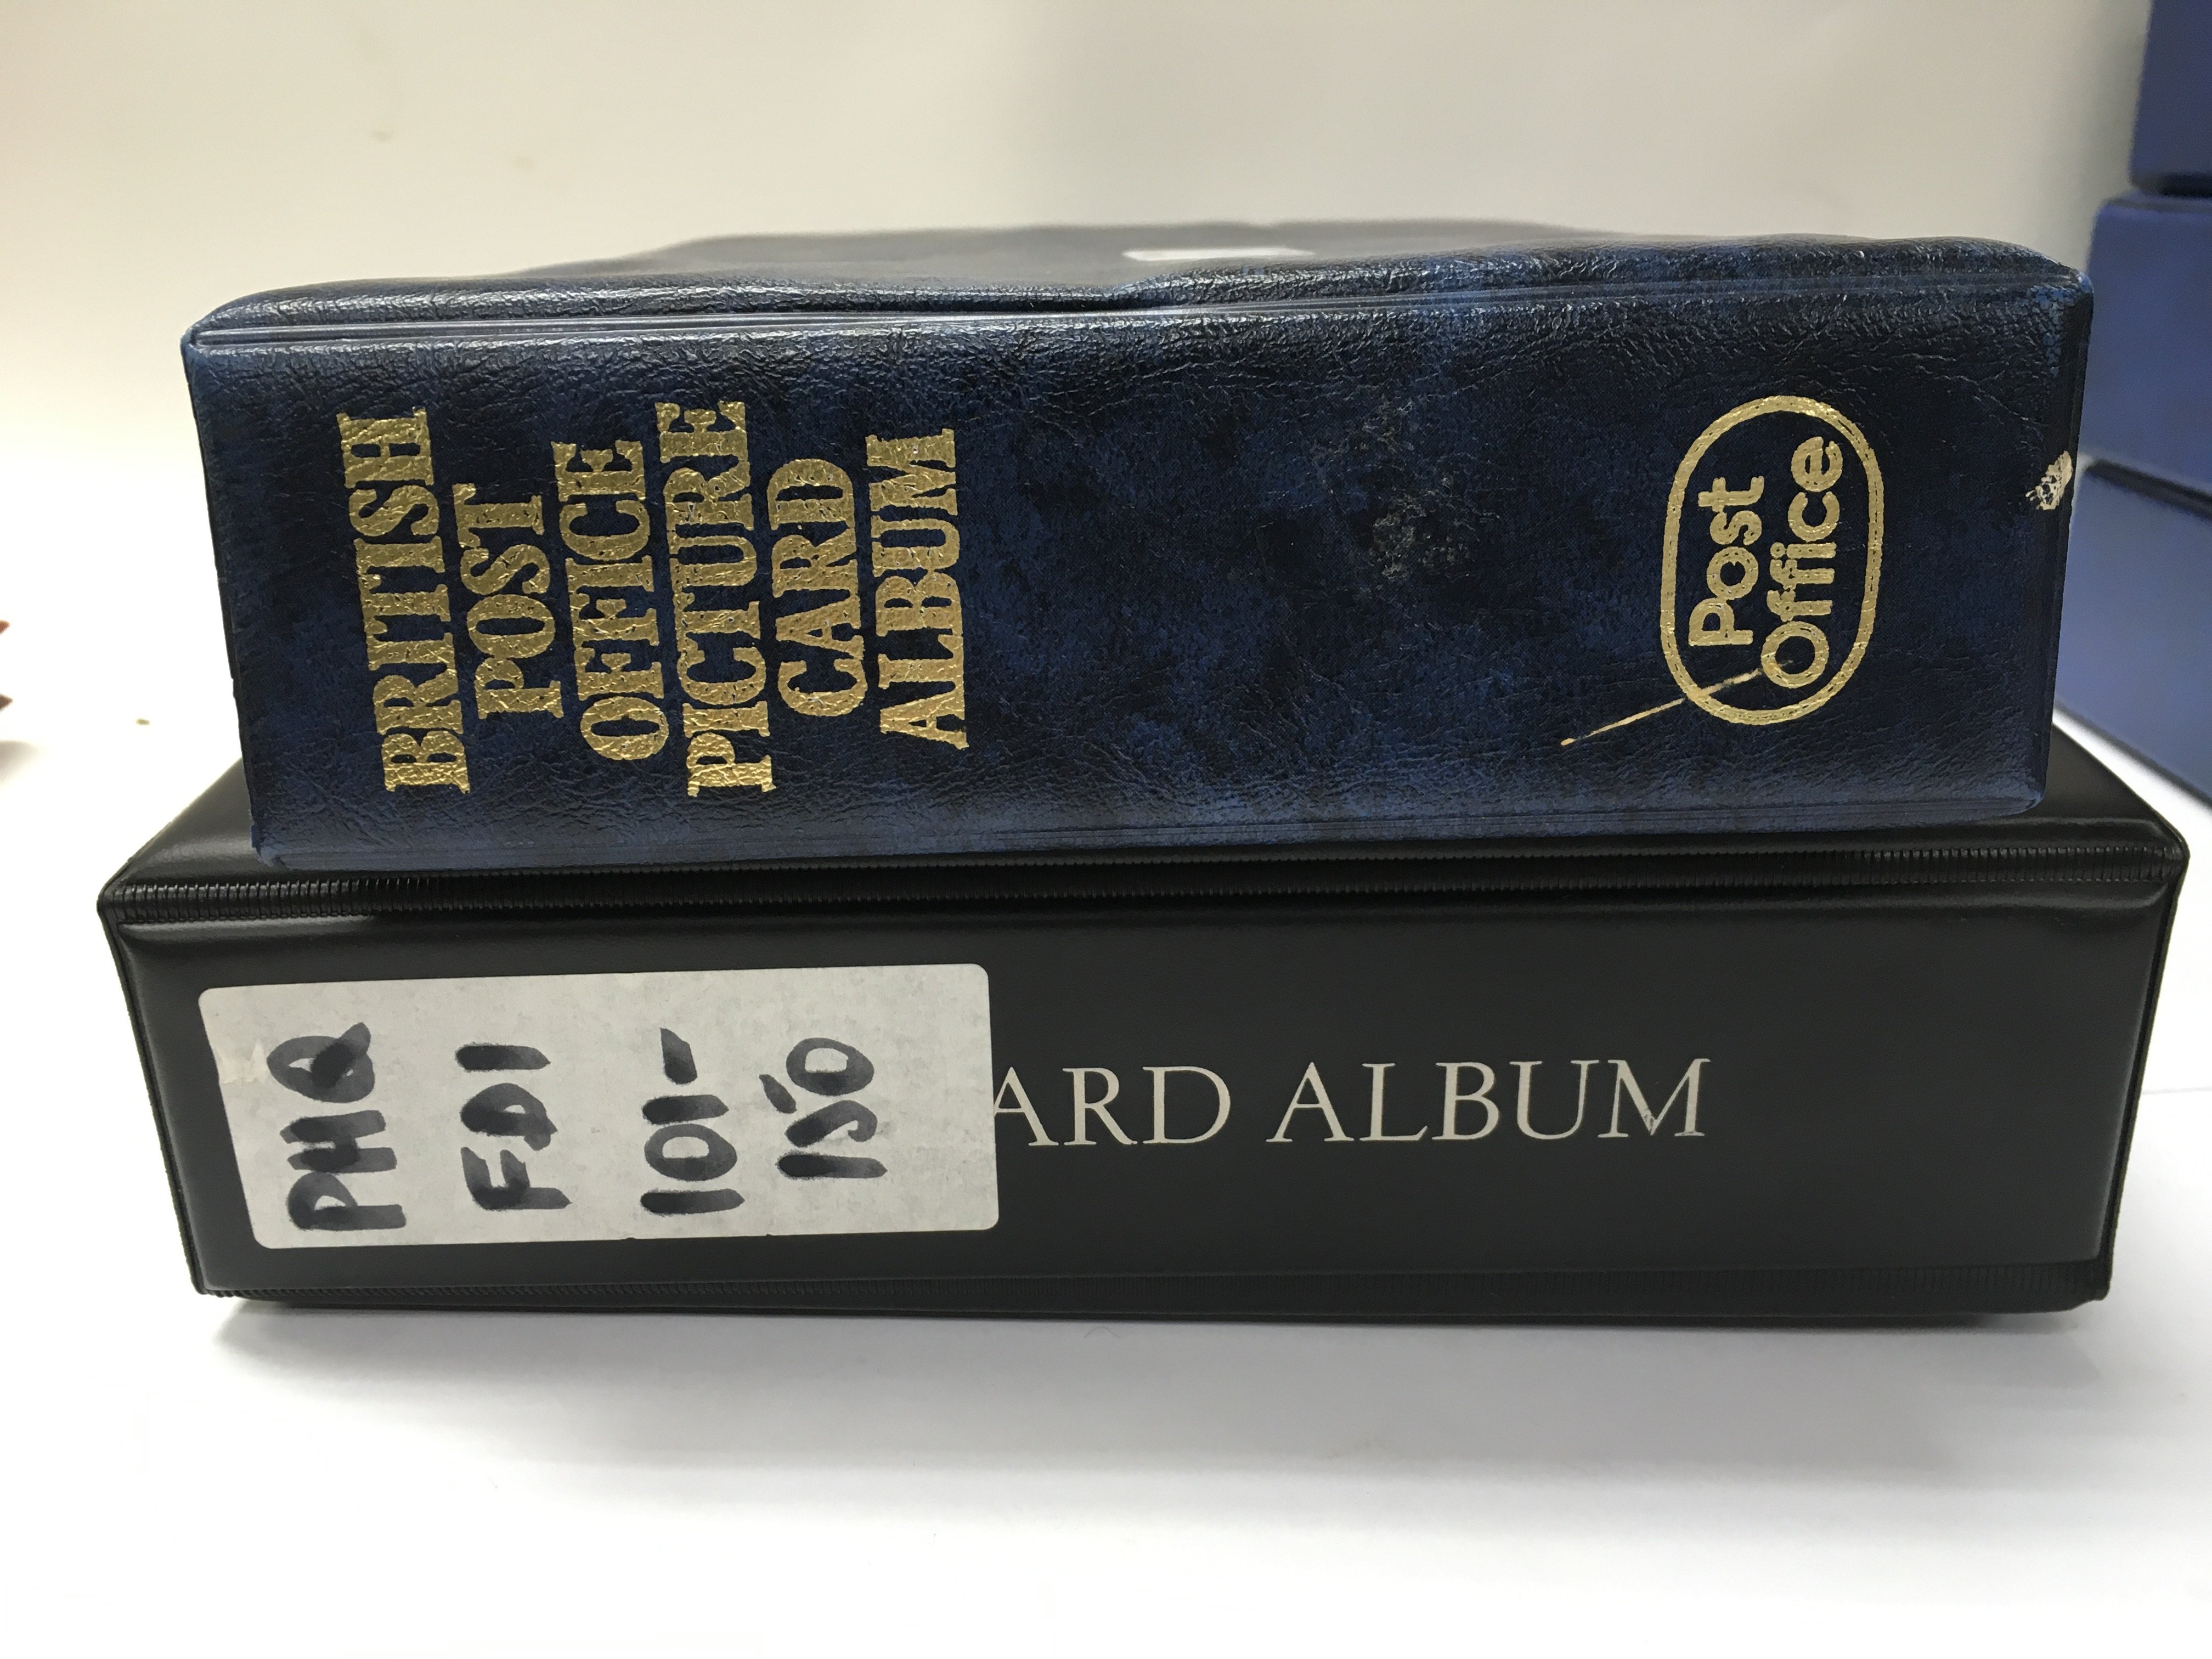 BRITISH
POST
OFFICE
PICTURE
CARD
ALBUM
Post
Office
PHQ
FDI
101-
150
ARD ALBUM